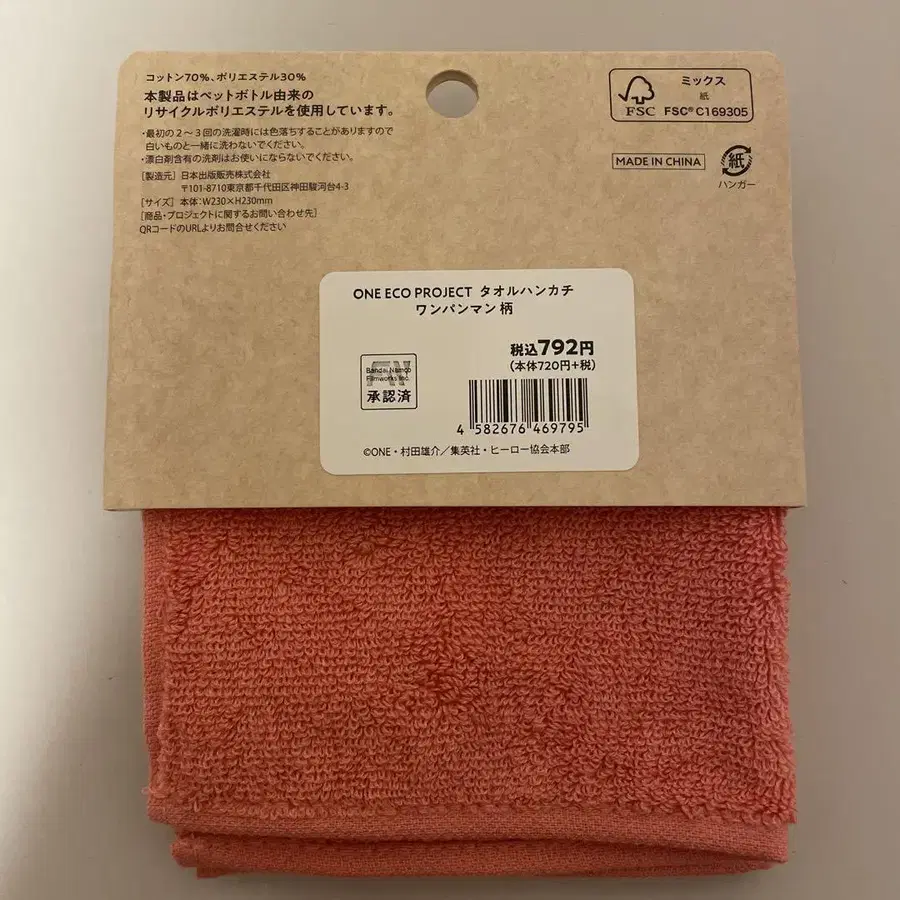 コットン70%、ポリエステル30%
本製品はペットボトル由来の
リサイクルポリエステルを使用しています。
・最初の2～3回の洗濯時には色落ちすることがありますので
白いものと一緒に洗わないでください。
・漂白剤含有の洗剤はお使いにならないでください。
［製造元］日本出版販売株式会社
〒101-8710東京都千代田区神田駿河台4-3
［サイズ］本体：W230×H230mm
［商品・プロジェクトに関するお問い合わせ先］
QRコードのURLよりお問合せください
ミックス
紙
FSC
FSC® C169305
MADE IN CHINA
紙
ハンガー
ONE ECO PROJECT タオルハンカチ
ワンパンマン 柄
税込792円
(本体720円+税)
Bandai Namco
Filmworks Inc.
承認済
4 582676 469795
©ONE・村田雄介／集英社・ヒーロー協会本部